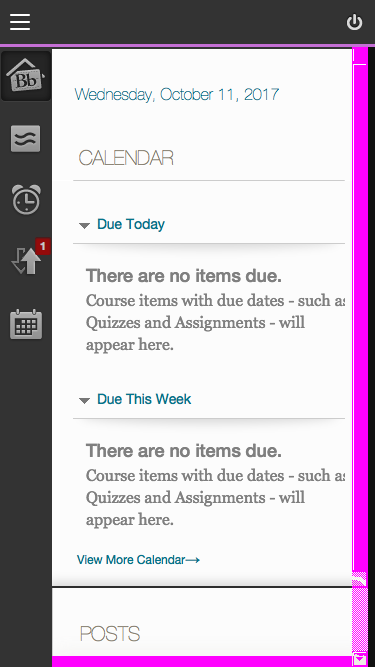 Bb
Wednesday, October 11, 2017
CALENDAR
Due Today
1
There are no items due.
Course items with due dates - such as
Quizzes and Assignments - will
appear here.
Due This Week
There are no items due.
Course items with due dates - such as
Quizzes and Assignments - will
appear here.
View More Calendar→
POSTS